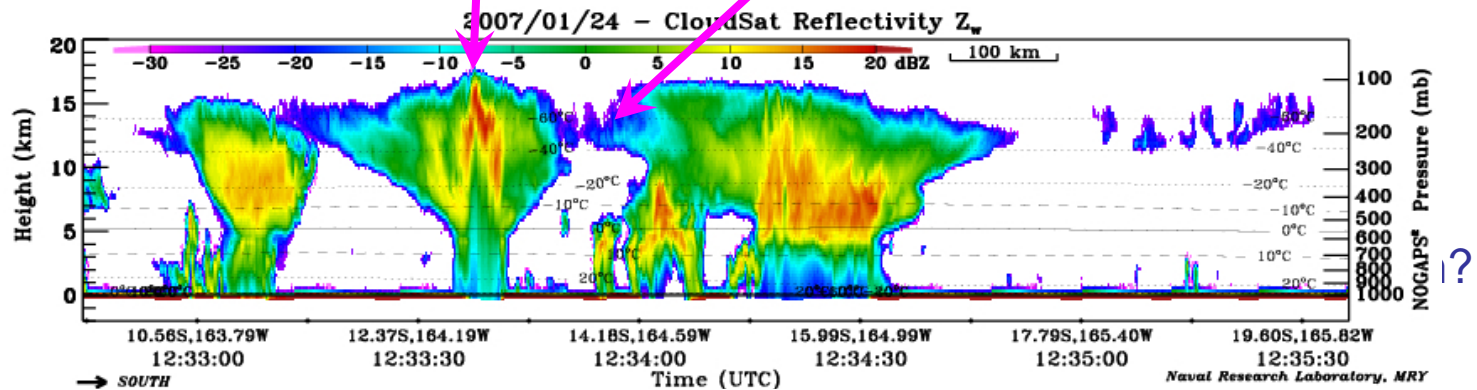 2007/01/24 - CloudSat Reflectivity Zw
20
-30 -25 -20 -15 -10 -5 0 5 10 15 20 dBZ
100 km
100
15
-60°C
-50°C
200
-40°C
-40°C
10
300
-20°C
-20°C
400
-10°C
-10°C
500
5
0°C
0°C
600
10°C
10°C
700
800
20°C
20°C
900
0
1000
Height (km)
NOGAPS Pressure (mb)
?
10.56S,163.79W 12.37S,164.19W 14.18S,164.59W 15.99S,164.99W 17.79S,165.40W 19.60S,165.82W
12:33:00 12:33:30 12:34:00 12:34:30 12:35:00 12:35:30
→ SOUTH
Time (UTC)
Naval Research Laboratory, MRY